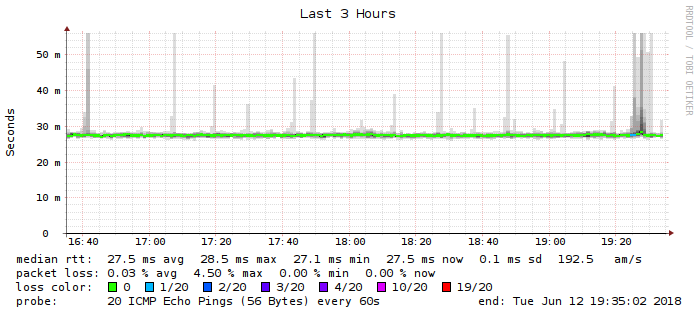 Last 3 Hours
RRDTOOL / TOBI OETIKER
Seconds
50 m
40 m
30 m
20 m
10 m
0
16:40 17:00 17:20 17:40 18:00 18:20 18:40 19:00 19:20
median rtt: 27.5 ms avg 28.5 ms max 27.1 ms min 27.5 ms now 0.1 ms sd 192.5 am/s
packet loss: 0.03 % avg 4.50 % max 0.00 % min 0.00 % now
loss color: 0 1/20 2/20 3/20 4/20 10/20 19/20
probe: 20 ICMP Echo Pings (56 Bytes) every 60s end: Tue Jun 12 19:35:02 2018